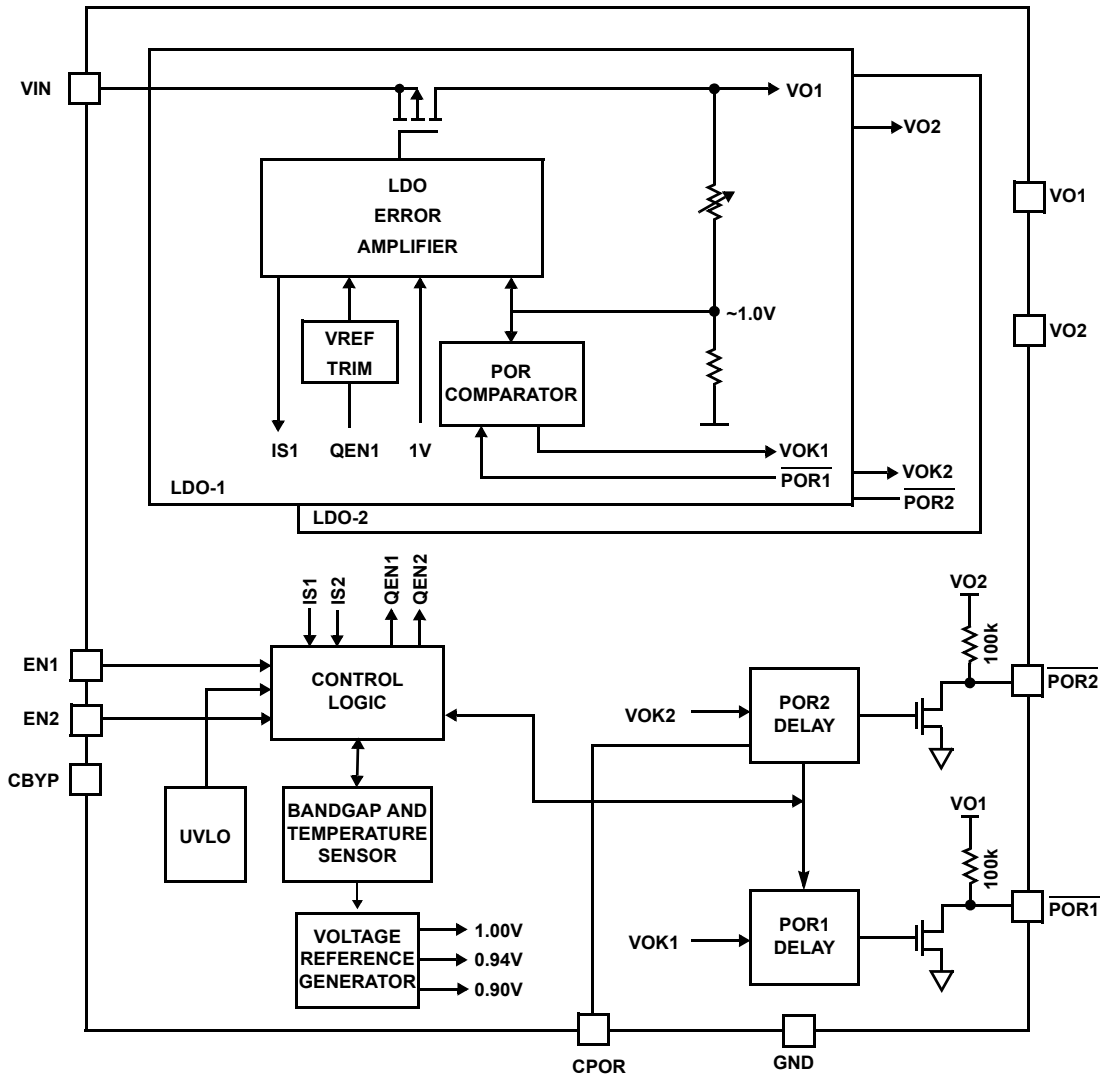 VIN
VO1
VO2
LDO
ERROR
AMPLIFIER
VO1
~1.0V
VO2
VREF
TRIM
POR
COMPARATOR
IS1
QEN1
1V
VOK1
POR1
VOK2
POR2
LDO-1
LDO-2
IS1
IS2
QEN1
QEN2
VO2
100k
EN1
CONTROL
LOGIC
POR2
DELAY
POR2
EN2
VOK2
CBYP
UVLO
BANDGAP AND
TEMPERATURE
SENSOR
VO1
100k
VOLTAGE
REFERENCE
GENERATOR
1.00V
0.94V
0.90V
VOK1
POR1
DELAY
POR1
CPOR
GND